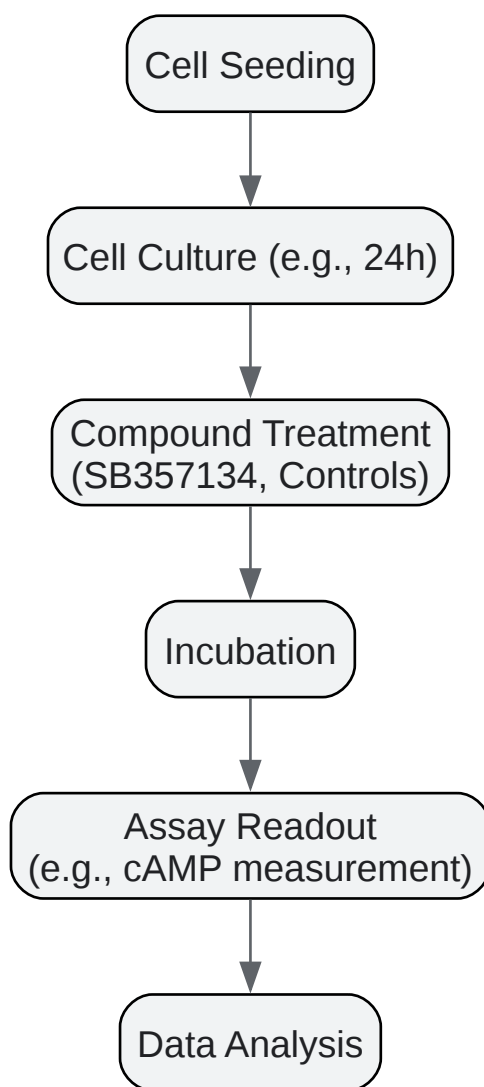 Cell Seeding
Cell Culture (e.g., 24h)
Compound Treatment
(SB357134, Controls)
Incubation
Assay Readout
(e.g., cAMP measurement)
Data Analysis